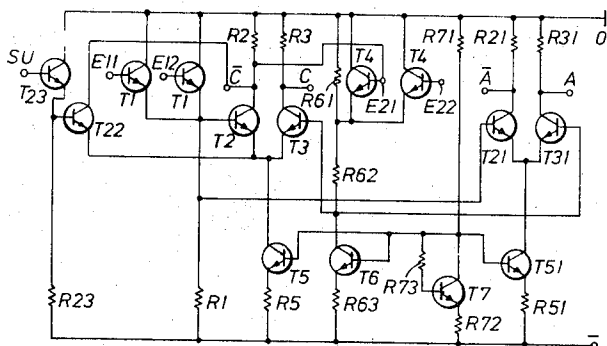 R2 R3 R71 R21 R31 0
SU E11 E12 C̄ C T4 T4 Ā A
T23 T1 T1 R61 E21 E22
T22 T2 T3 T21 T31
R62
T5 T6 R73 T7 T51
R23 R1 R5 R63 R72 R51
−